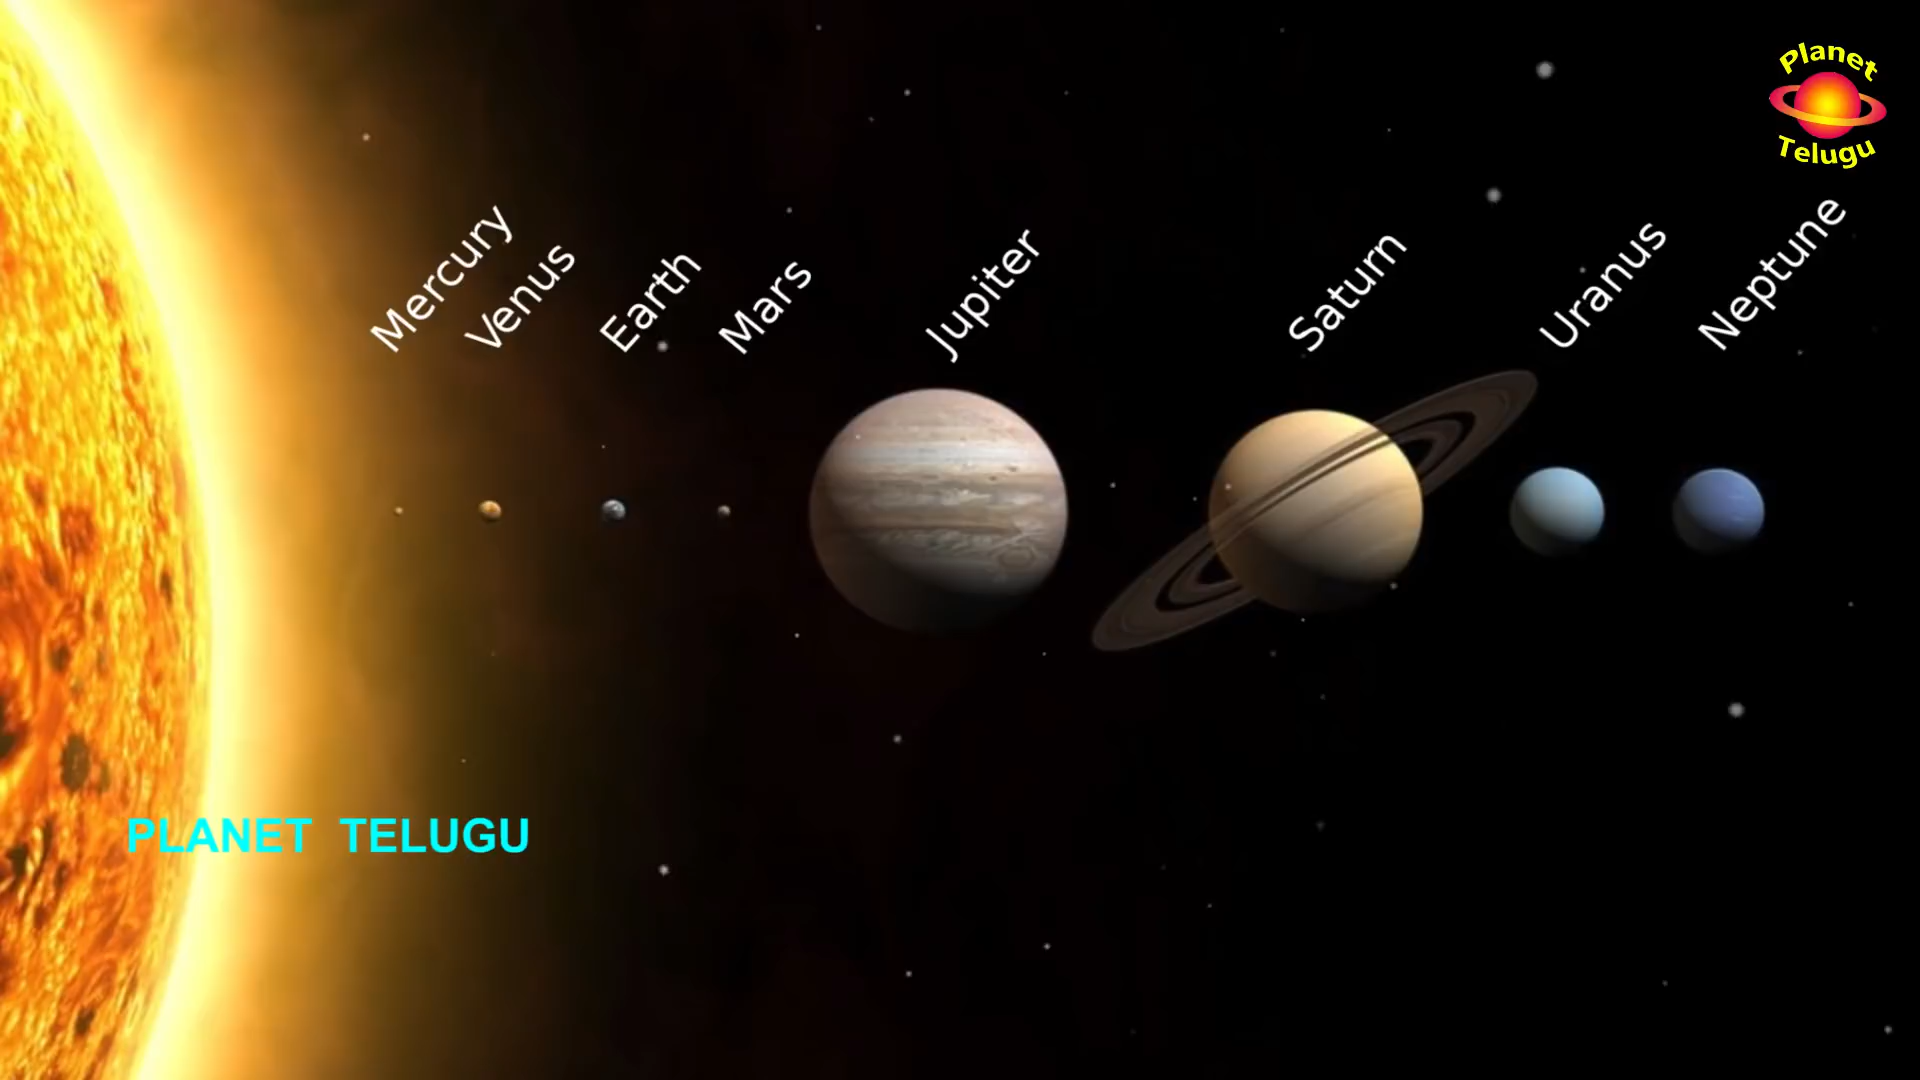 Planet
Telugu
Mercury
Venus
Earth
Mars
Jupiter
Saturn
Uranus
Neptune
PLANET TELUGU